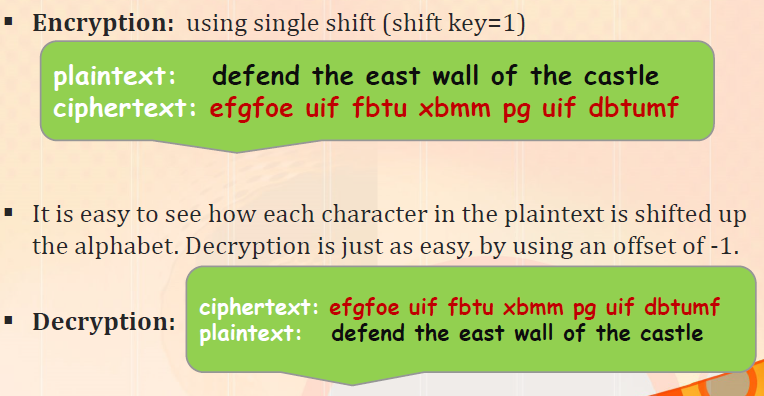 ▪ Encryption: using single shift (shift key=1)
plaintext: defend the east wall of the castle
ciphertext: efgfoe uif fbtu xbmm pg uif dbtumf
▪ It is easy to see how each character in the plaintext is shifted up
the alphabet. Decryption is just as easy, by using an offset of -1.
ciphertext: efgfoe uif fbtu xbmm pg uif dbtumf
▪ Decryption:
plaintext: defend the east wall of the castle